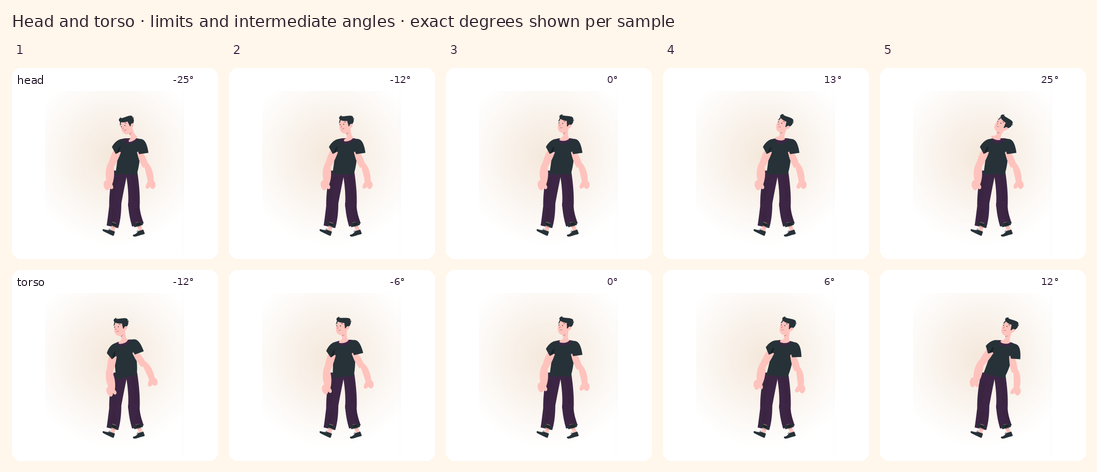 Head and torso · limits and intermediate angles · exact degrees shown per sample
1 2 3 4 5
head -25° -12° 0° 13° 25°
torso -12° -6° 0° 6° 12°